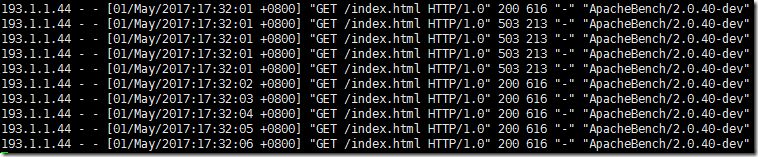 193.1.1.44 - - [01/May/2017:17:32:01 +0800] "GET /index.html HTTP/1.0" 200 616 "-" "ApacheBench/2.0.40-dev"
193.1.1.44 - - [01/May/2017:17:32:01 +0800] "GET /index.html HTTP/1.0" 503 213 "-" "ApacheBench/2.0.40-dev"
193.1.1.44 - - [01/May/2017:17:32:01 +0800] "GET /index.html HTTP/1.0" 503 213 "-" "ApacheBench/2.0.40-dev"
193.1.1.44 - - [01/May/2017:17:32:01 +0800] "GET /index.html HTTP/1.0" 503 213 "-" "ApacheBench/2.0.40-dev"
193.1.1.44 - - [01/May/2017:17:32:01 +0800] "GET /index.html HTTP/1.0" 503 213 "-" "ApacheBench/2.0.40-dev"
193.1.1.44 - - [01/May/2017:17:32:02 +0800] "GET /index.html HTTP/1.0" 200 616 "-" "ApacheBench/2.0.40-dev"
193.1.1.44 - - [01/May/2017:17:32:03 +0800] "GET /index.html HTTP/1.0" 200 616 "-" "ApacheBench/2.0.40-dev"
193.1.1.44 - - [01/May/2017:17:32:04 +0800] "GET /index.html HTTP/1.0" 200 616 "-" "ApacheBench/2.0.40-dev"
193.1.1.44 - - [01/May/2017:17:32:05 +0800] "GET /index.html HTTP/1.0" 200 616 "-" "ApacheBench/2.0.40-dev"
193.1.1.44 - - [01/May/2017:17:32:06 +0800] "GET /index.html HTTP/1.0" 200 616 "-" "ApacheBench/2.0.40-dev"